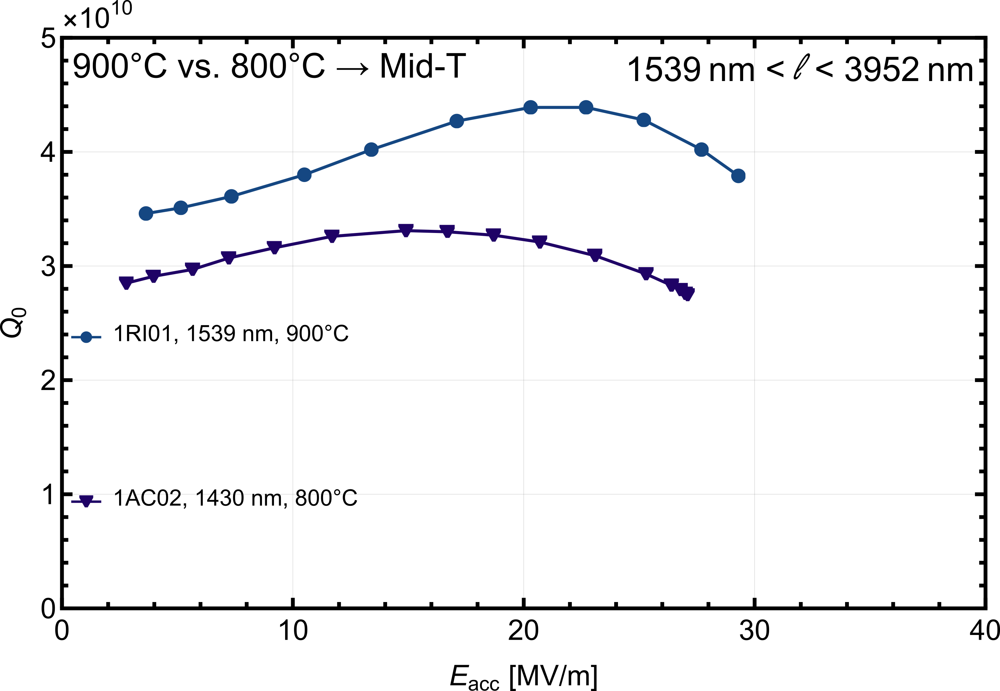 ×10¹⁰
900°C vs. 800°C → Mid-T
1539 nm < ℓ < 3952 nm
5
4
3
2
1
0
Q₀
1RI01, 1539 nm, 900°C
1AC02, 1430 nm, 800°C
0 10 20 30 40
Eacc [MV/m]